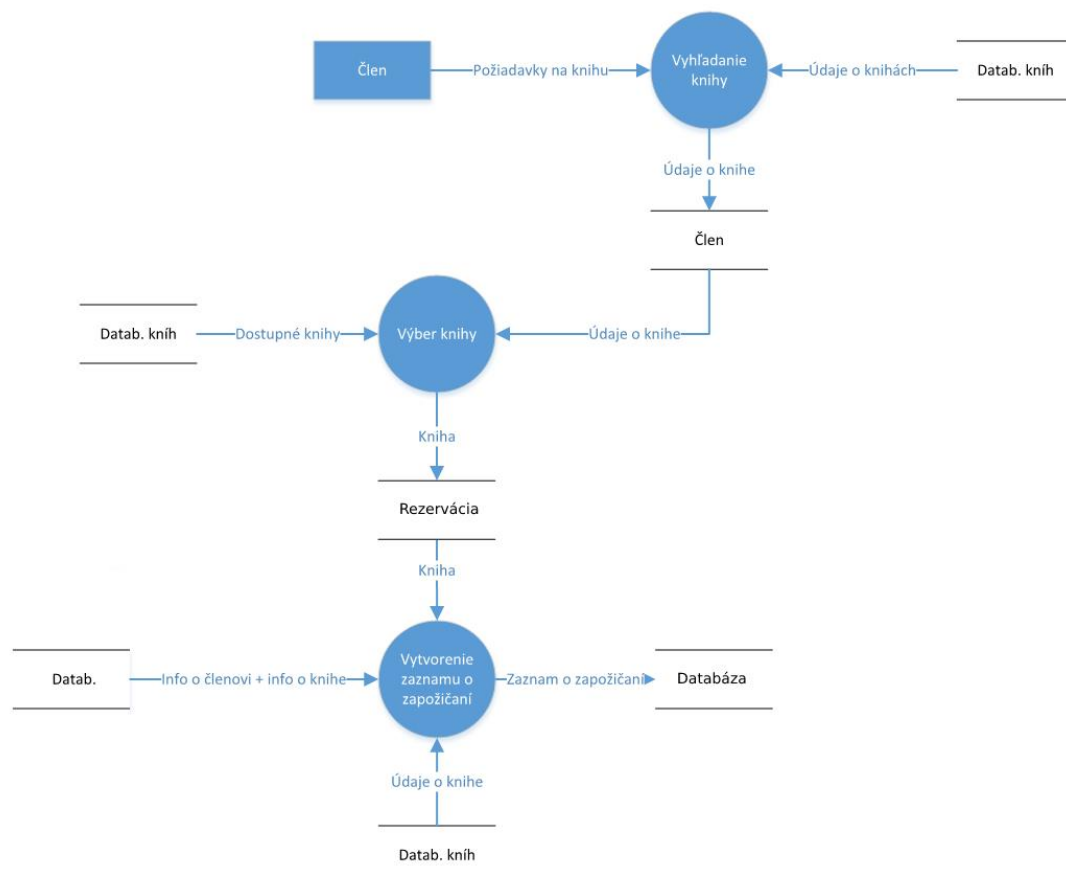 Člen
Požiadavky na knihu
Vyhľadanie
knihy
Údaje o knihách
Datab. kníh
Údaje o knihe
Člen
Datab. kníh
Dostupné knihy
Výber knihy
Údaje o knihe
Kniha
Rezervácia
Kniha
Datab.
Info o členovi + info o knihe
Vytvorenie
zaznamu o
zapožičaní
Zaznam o zapožičaní
Databáza
Údaje o knihe
Datab. kníh